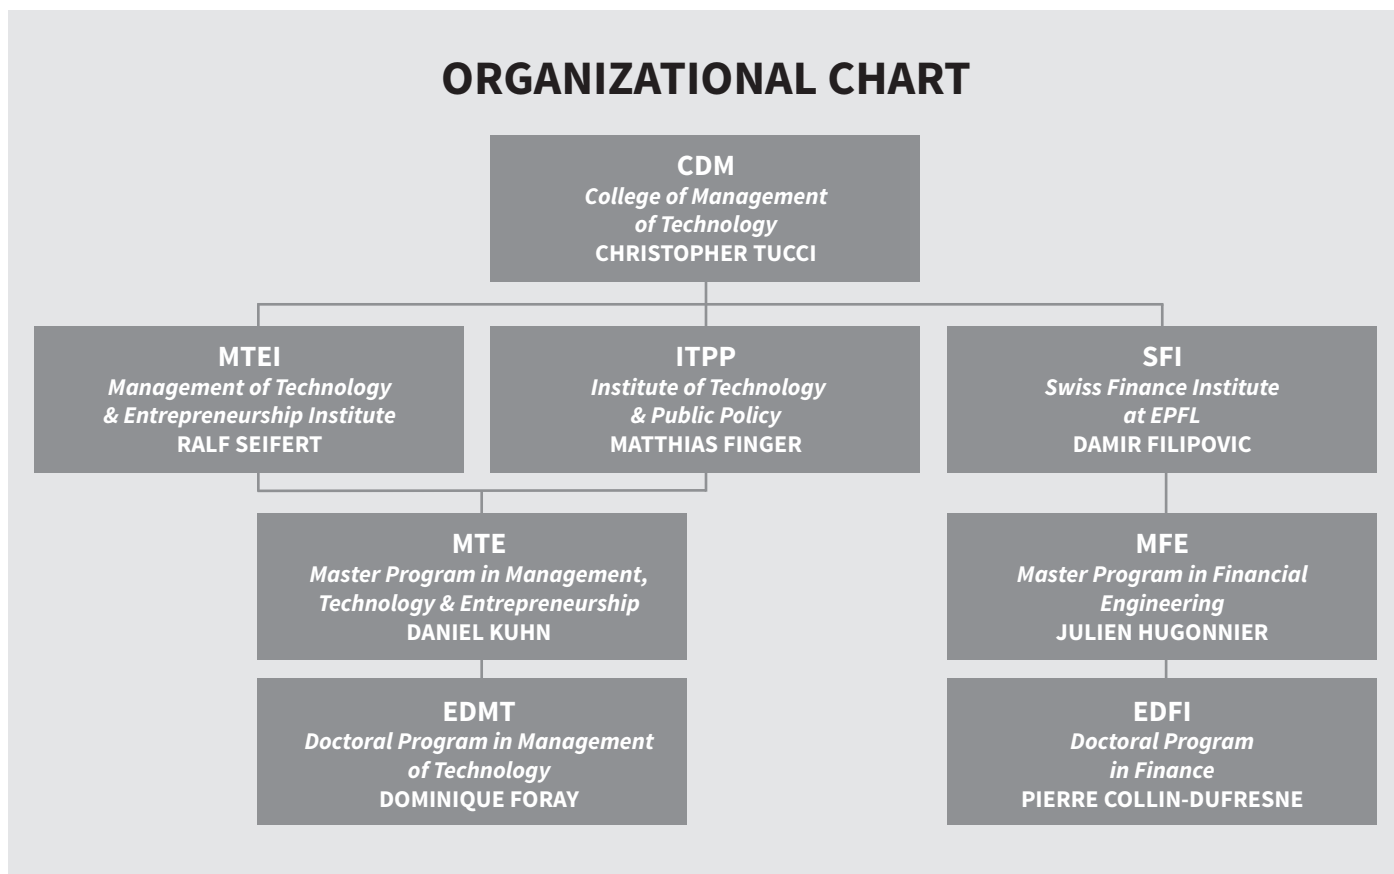 ORGANIZATIONAL CHART
CDM
College of Management
of Technology
CHRISTOPHER TUCCI
MTEI
Management of Technology
& Entrepreneurship Institute
RALF SEIFERT
ITPP
Institute of Technology
& Public Policy
MATTHIAS FINGER
SFI
Swiss Finance Institute
at EPFL
DAMIR FILIPOVIC
MTE
Master Program in Management,
Technology & Entrepreneurship
DANIEL KUHN
MFE
Master Program in Financial
Engineering
JULIEN HUGONNIER
EDMT
Doctoral Program in Management
of Technology
DOMINIQUE FORAY
EDFI
Doctoral Program
in Finance
PIERRE COLLIN-DUFRESNE